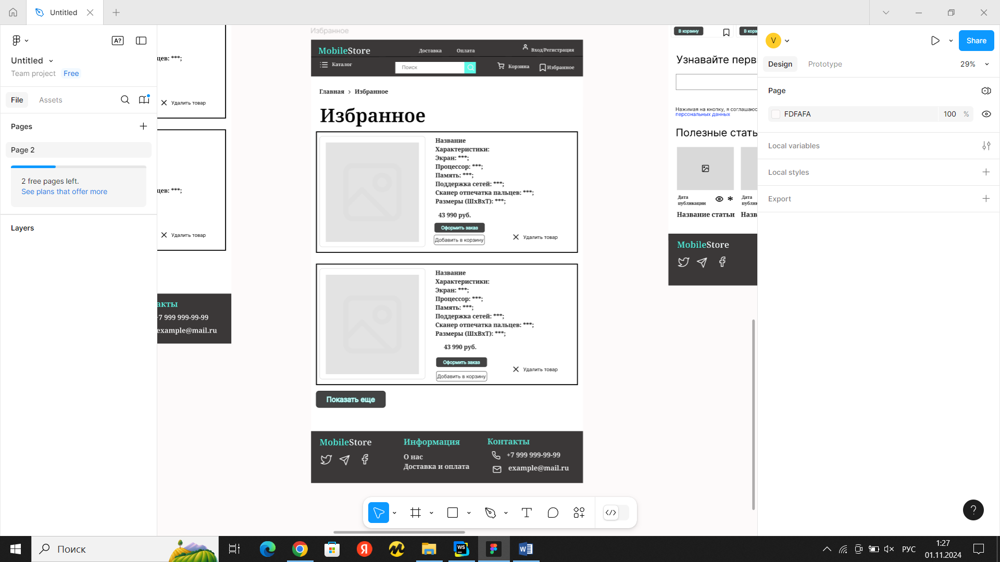 Untitled
A?
Untitled
Team project Free
File Assets
Pages
Page 2
2 free pages left.
See plans that offer more
Layers
цев: ***;
Удалить товар
цев: ***;
Удалить товар
акты
+7 999 999-99-99
example@mail.ru
Избранное
MobileStore Доставка Оплата Вход/Регистрация
Каталог Поиск Корзина Избранное
Главная > Избранное
Избранное
Название
Характеристики:
Экран: ***;
Процессор: ***;
Память: ***;
Поддержка сетей: ***;
Сканер отпечатка пальцев: ***;
Размеры (ШхВхТ): ***;
43 990 руб.
Оформить заказ
Добавить в корзину
Удалить товар
Название
Характеристики:
Экран: ***;
Процессор: ***;
Память: ***;
Поддержка сетей: ***;
Сканер отпечатка пальцев: ***;
Размеры (ШхВхТ): ***;
43 990 руб.
Оформить заказ
Добавить в корзину
Удалить товар
Показать еще
MobileStore Информация Контакты
О нас
Доставка и оплата
+7 999 999-99-99
example@mail.ru
В корзину В корз
Узнавайте перв
Нажимая на кнопку, я соглашаюс
персональных данных
Полезные стать
Дата
публикации
*
Дата
публик
Название статьи Назв
MobileStore
V Share
Design Prototype 29%
Page
FDFAFA 100 %
Local variables
Local styles
Export
?
Поиск
Я
WS
W
РУС
1:27
01.11.2024